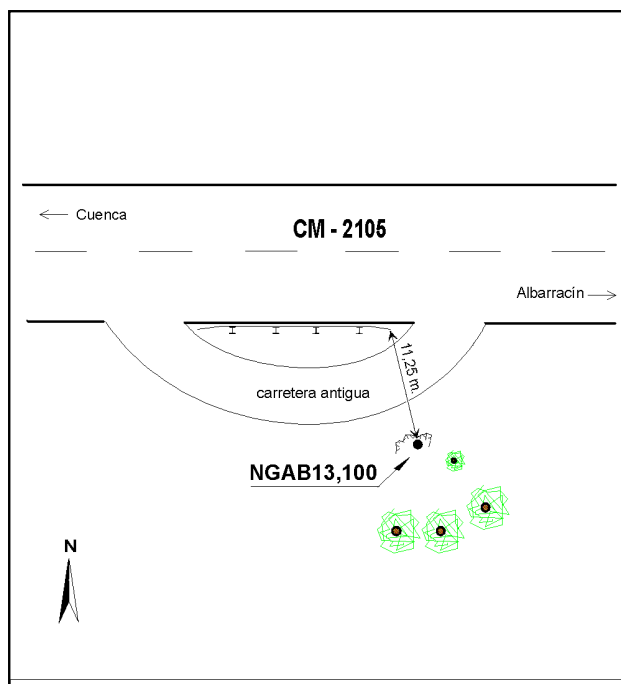 Cuenca
CM - 2105
Albarracín
11,25 m.
carretera antigua
NGAB13,100
N